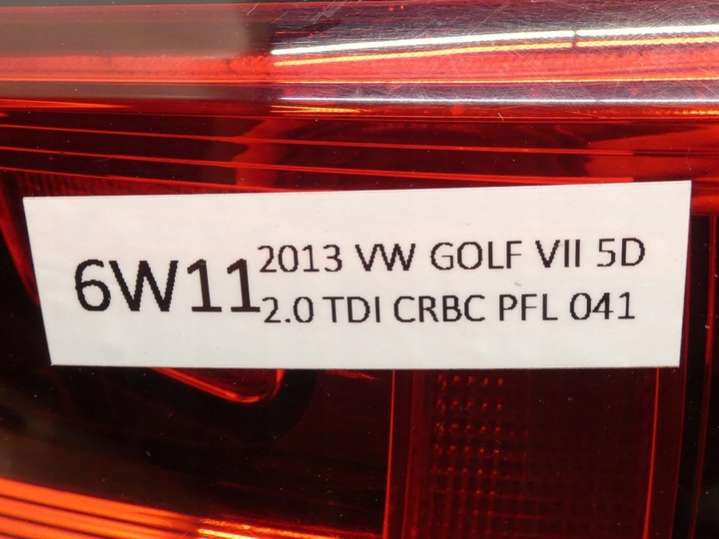 6W11
2013 VW GOLF VII 5D
2.0 TDI CRBC PFL 041